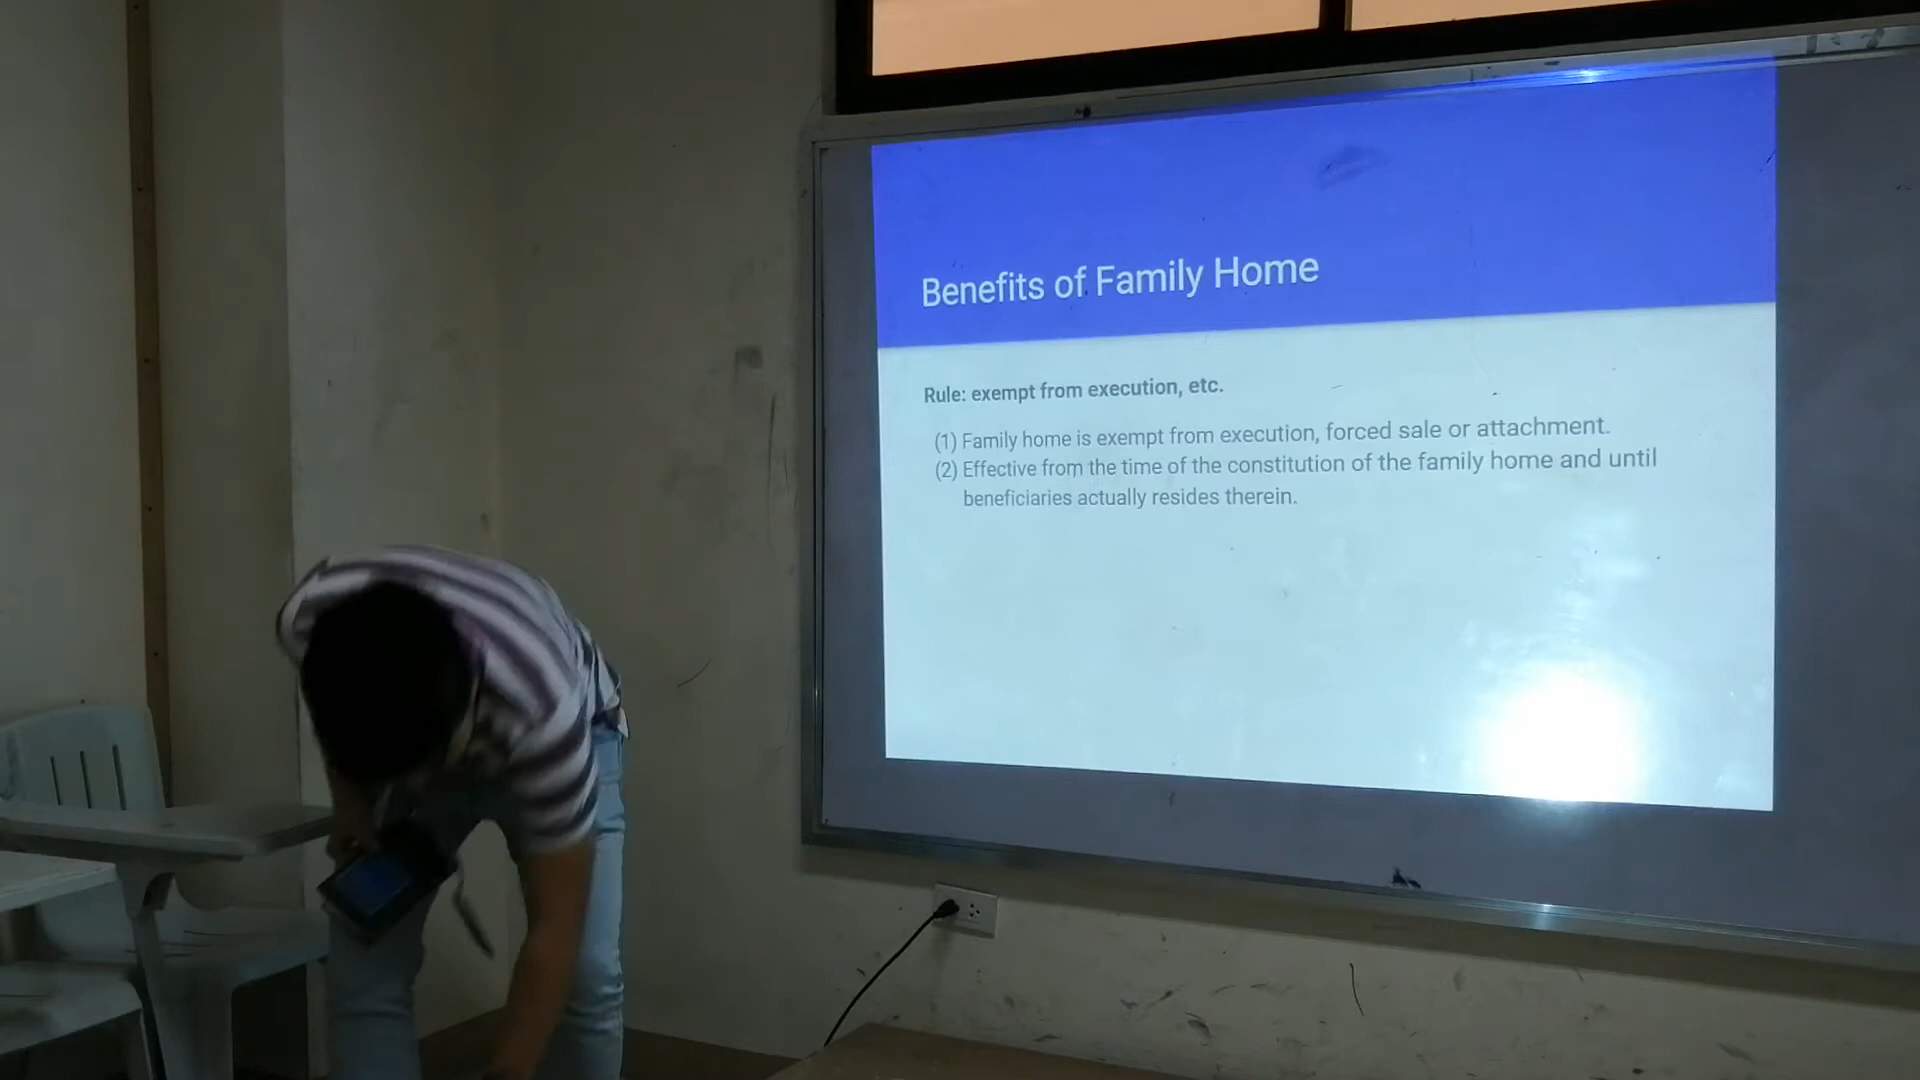 Benefits of Family Home
Rule: exempt from execution, etc.
(1) Family home is exempt from execution, forced sale or attachment.
(2) Effective from the time of the constitution of the family home and until
beneficiaries actually resides therein.